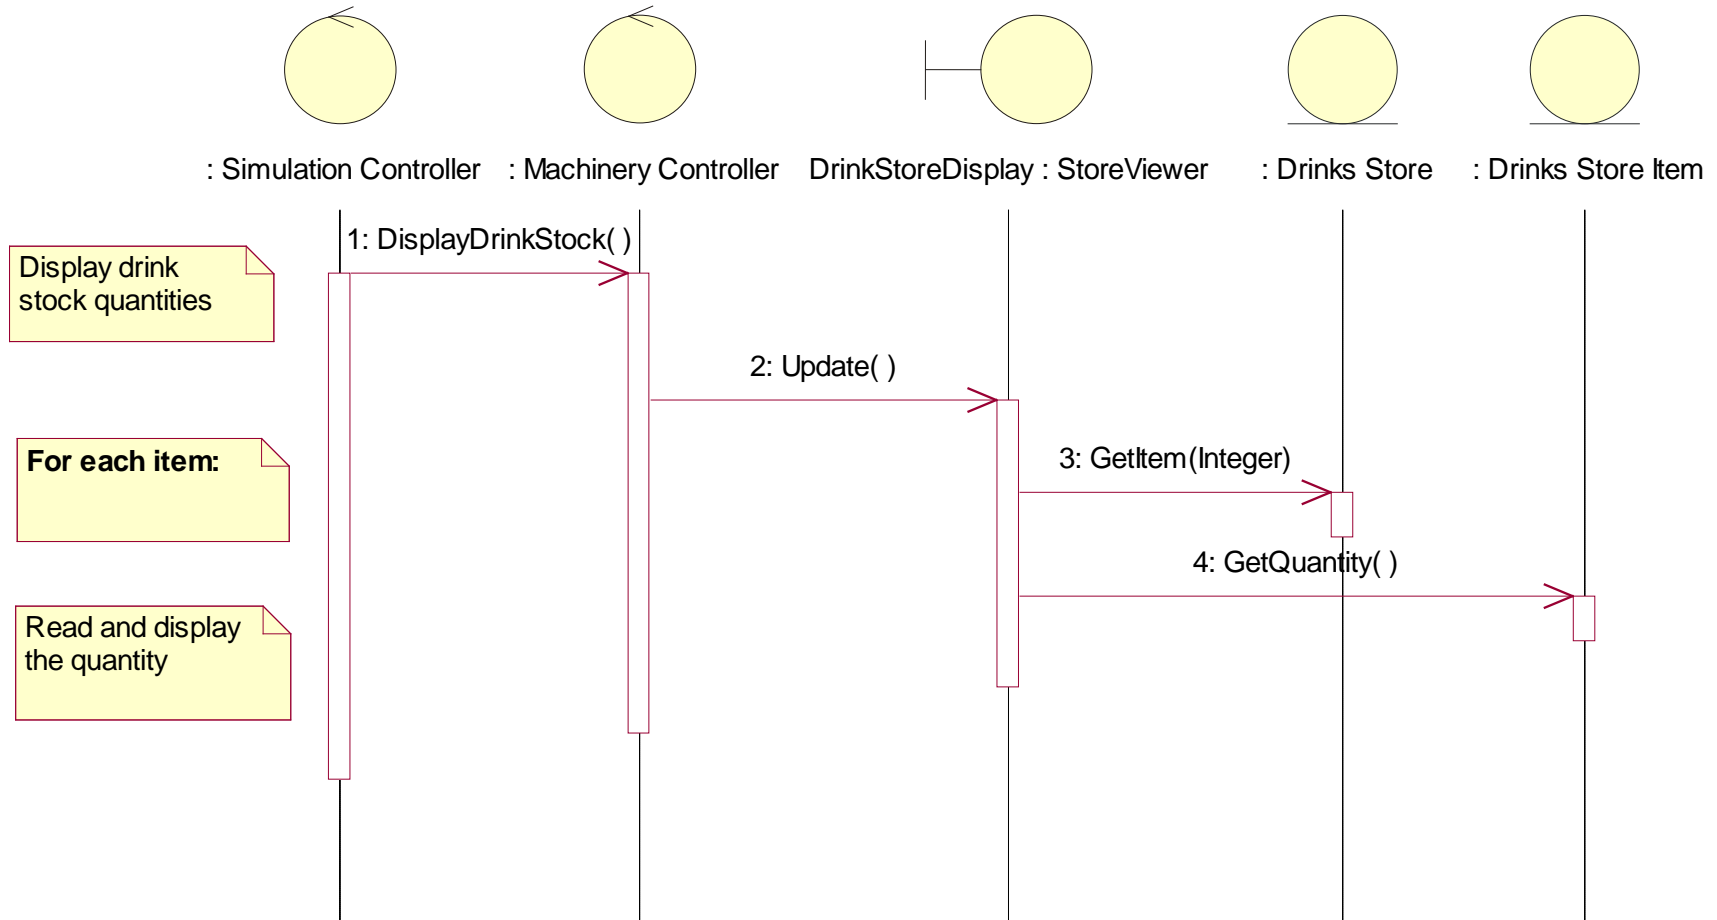 : Simulation Controller
: Machinery Controller
DrinkStoreDisplay : StoreViewer
: Drinks Store
: Drinks Store Item
1: DisplayDrinkStock( )
Display drink
stock quantities
2: Update( )
For each item:
3: GetItem(Integer)
4: GetQuantity( )
Read and display
the quantity